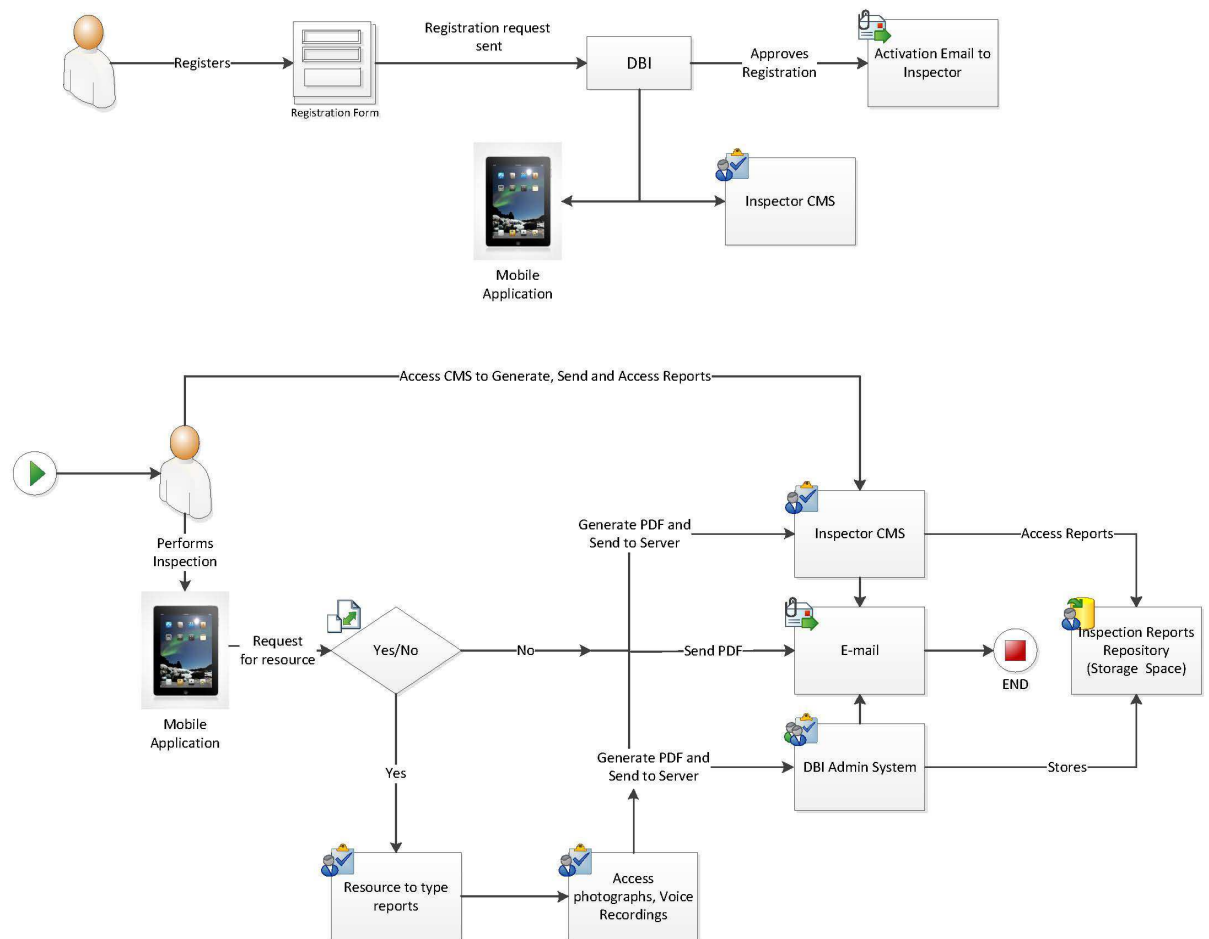 Registers
Registration Form
Registration request
sent
DBI
Approves
Registration
Activation Email to
Inspector
Mobile
Application
Inspector CMS
Access CMS to Generate, Send and Access Reports
Performs
Inspection
Mobile
Application
Request
for resource
Yes/No
No
Yes
Resource to type
reports
Access
photographs, Voice
Recordings
Generate PDF and
Send to Server
Send PDF
Generate PDF and
Send to Server
Inspector CMS
E-mail
DBI Admin System
Access Reports
END
Stores
Inspection Reports
Repository
(Storage Space)